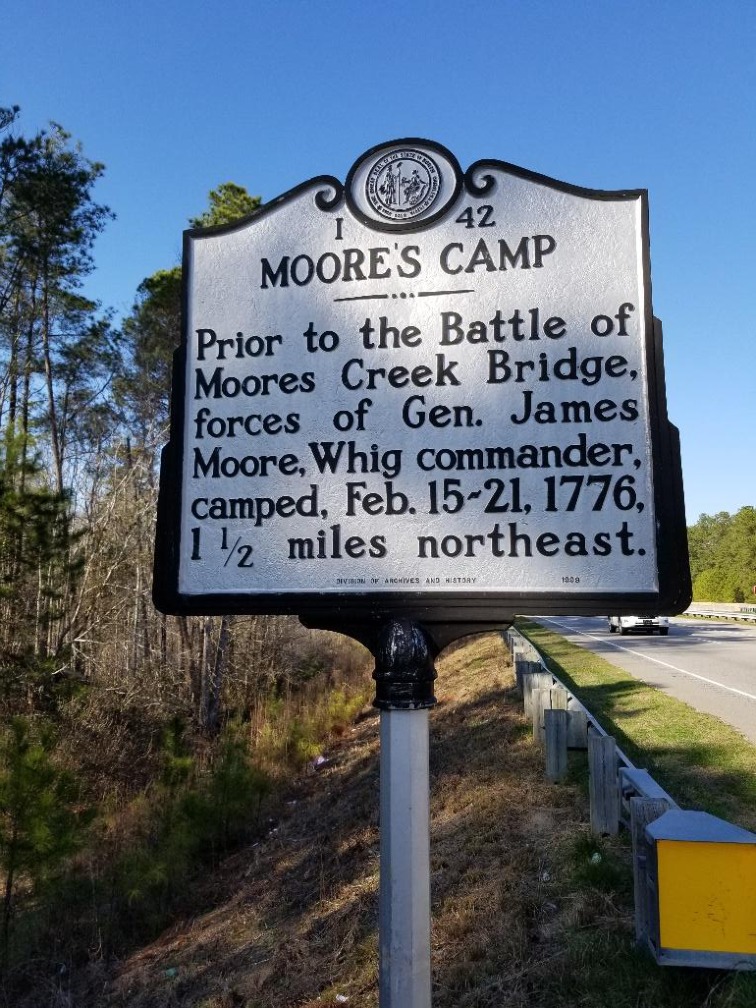 I 42
MOORE'S CAMP
Prior to the Battle of
Moores Creek Bridge,
forces of Gen. James
Moore, Whig commander,
camped, Feb. 15-21, 1776,
1 1/2 miles northeast.
DIVISION OF ARCHIVES AND HISTORY